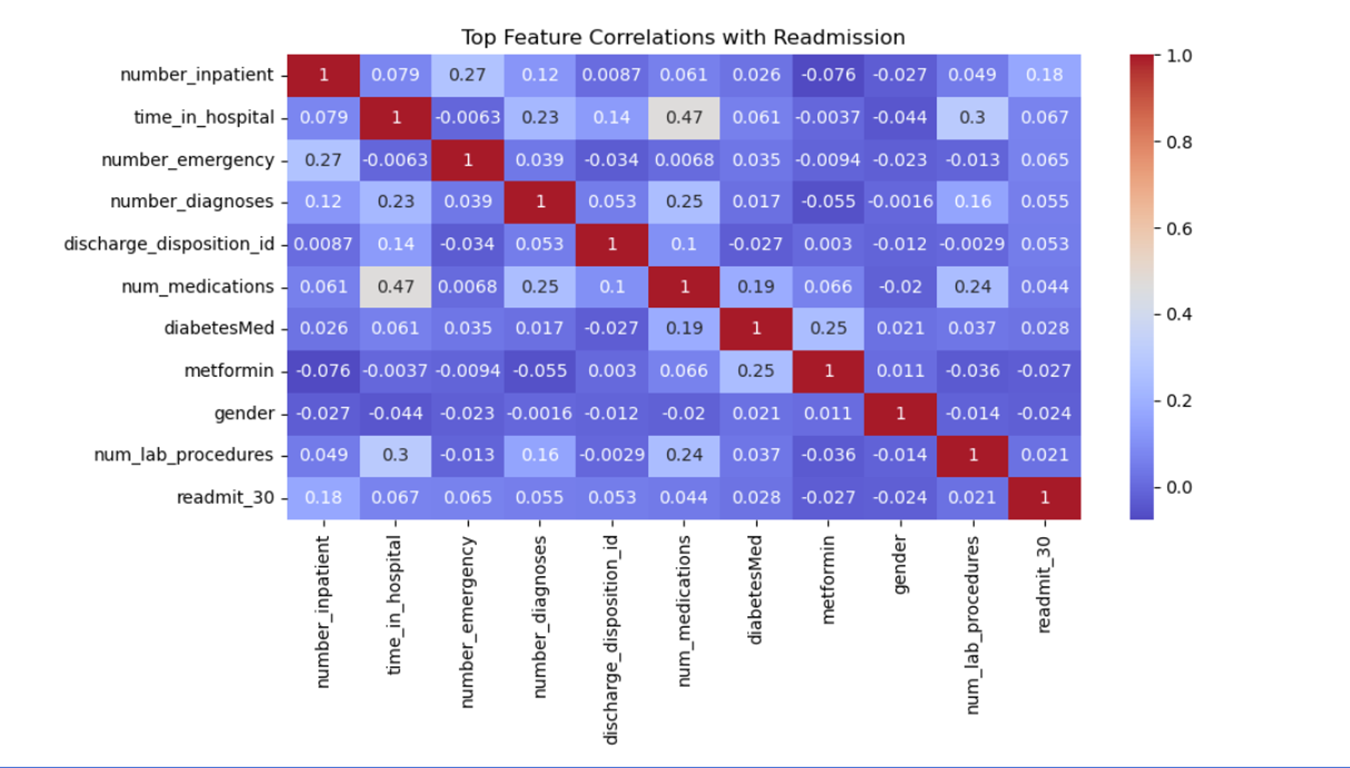 Top Feature Correlations with Readmission
number_inpatient 1 0.079 0.27 0.12 0.0087 0.061 0.026 -0.076 -0.027 0.049 0.18
time_in_hospital 0.079 1 -0.0063 0.23 0.14 0.47 0.061 -0.0037 -0.044 0.3 0.067
number_emergency 0.27 -0.0063 1 0.039 -0.034 0.0068 0.035 -0.0094 -0.023 -0.013 0.065
number_diagnoses 0.12 0.23 0.039 1 0.053 0.25 0.017 -0.055 -0.0016 0.16 0.055
discharge_disposition_id 0.0087 0.14 -0.034 0.053 1 0.1 -0.027 0.003 -0.012 -0.0029 0.053
num_medications 0.061 0.47 0.0068 0.25 0.1 1 0.19 0.066 -0.02 0.24 0.044
diabetesMed 0.026 0.061 0.035 0.017 -0.027 0.19 1 0.25 0.021 0.037 0.028
metformin -0.076 -0.0037 -0.0094 -0.055 0.003 0.066 0.25 1 0.011 -0.036 -0.027
gender -0.027 -0.044 -0.023 -0.0016 -0.012 -0.02 0.021 0.011 1 -0.014 -0.024
num_lab_procedures 0.049 0.3 -0.013 0.16 -0.0029 0.24 0.037 -0.036 -0.014 1 0.021
readmit_30 0.18 0.067 0.065 0.055 0.053 0.044 0.028 -0.027 -0.024 0.021 1
number_inpatient
time_in_hospital
number_emergency
number_diagnoses
discharge_disposition_id
num_medications
diabetesMed
metformin
gender
num_lab_procedures
readmit_30
1.0
0.8
0.6
0.4
0.2
0.0